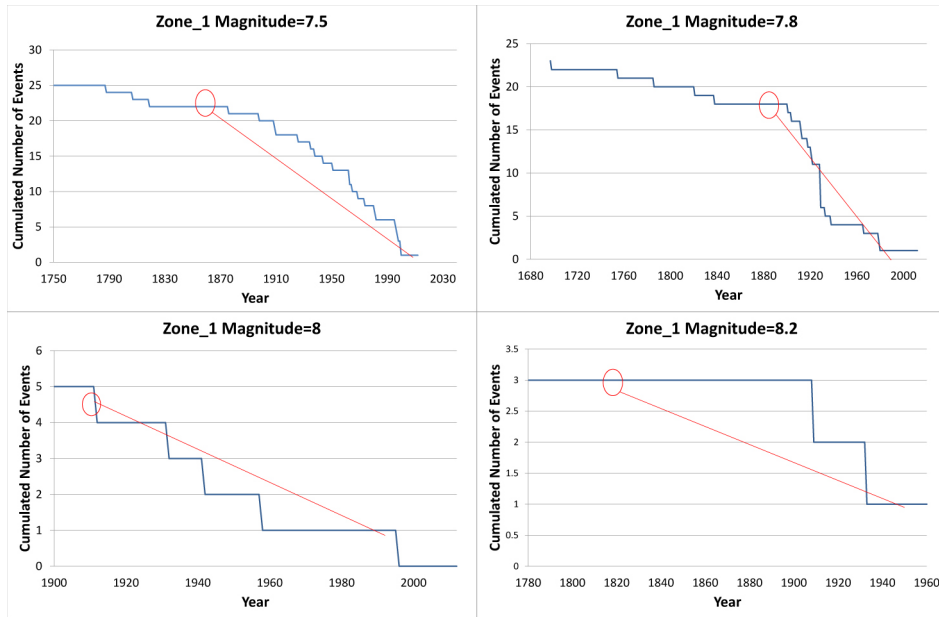 Zone_1 Magnitude=7.5
Cumulated Number of Events
30
25
20
15
10
5
0
1750 1790 1830 1870 1910 1950 1990 2030
Year
Zone_1 Magnitude=7.8
Cumulated Number of Events
25
20
15
10
5
0
1680 1720 1760 1800 1840 1880 1920 1960 2000
Year
Zone_1 Magnitude=8
Cumulated Number of Events
6
5
4
3
2
1
0
1900 1920 1940 1960 1980 2000
Year
Zone_1 Magnitude=8.2
Cumulated Number of Events
3.5
3
2.5
2
1.5
1
0.5
0
1780 1800 1820 1840 1860 1880 1900 1920 1940 1960
Year